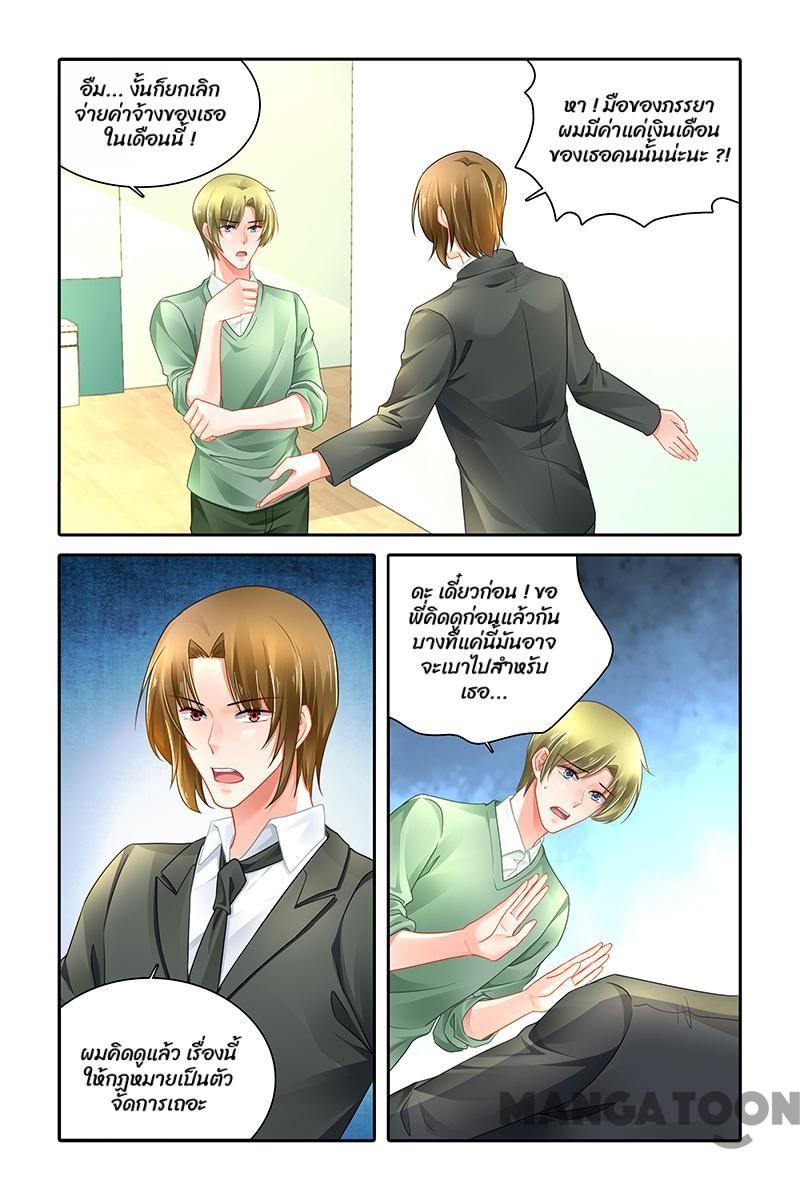 อืม... งั้นก็ยกเลิก
จ่ายค่าจ้างของเธอ
ในเดือนนี้ !
หา ! มือของภรรยา
ผมมีค่าแค่เงินเดือน
ของเธอคนนั้นน่ะนะ ?!
ผมคิดดูแล้ว เรื่องนี้
ให้กฎหมายเป็นตัว
จัดการเถอะ
ดะ เดี๋ยวก่อน ! ขอ
พี่คิดดูก่อนแล้วกัน
บางทีแค่นี้มันอาจ
จะเบาไปสำหรับ
เธอ...
MANGATOON